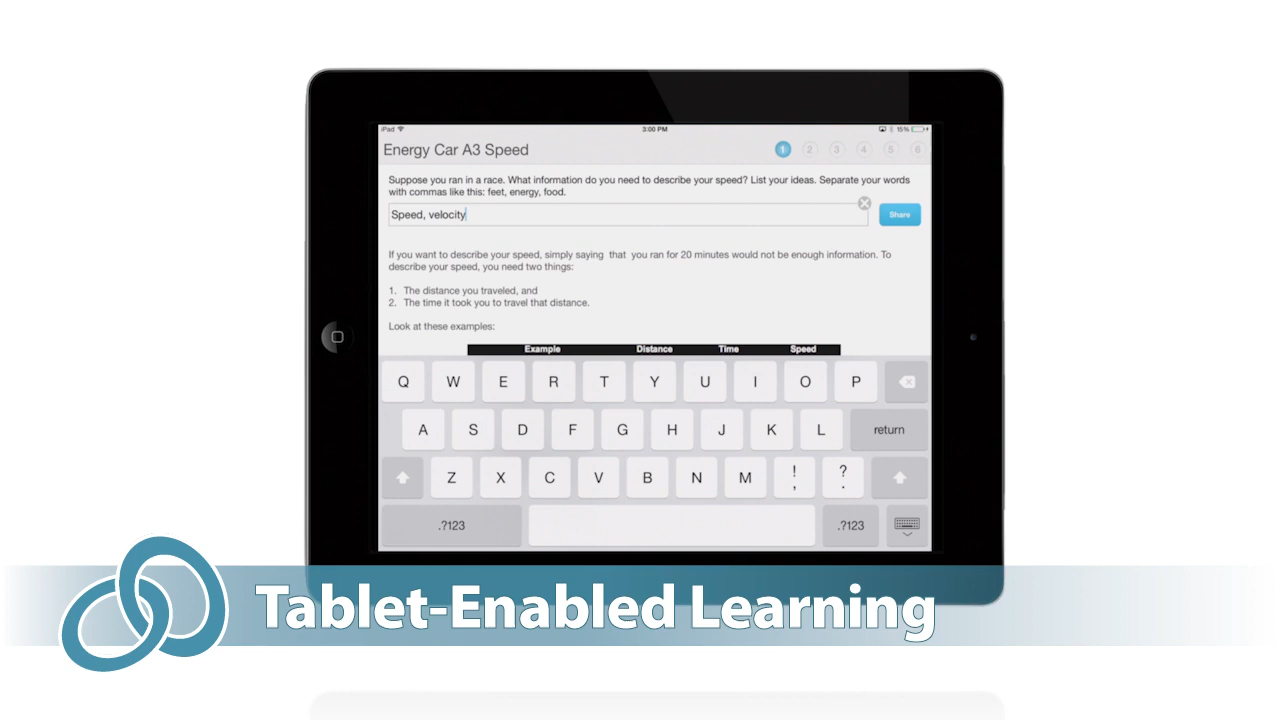 iPad
3:00 PM
15%
Energy Car A3 Speed
1 2 3 4 5 6
Suppose you ran in a race. What information do you need to describe your speed? List your ideas. Separate your words
with commas like this: feet, energy, food.
Speed, velocity
Share
If you want to describe your speed, simply saying that you ran for 20 minutes would not be enough information. To
describe your speed, you need two things:
1. The distance you traveled, and
2. The time it took you to travel that distance.
Look at these examples:
Example Distance Time Speed
Q W E R T Y U I O P
A S D F G H J K L return
Z X C V B N M ! , ? .
.?123 .?123
Tablet-Enabled Learning